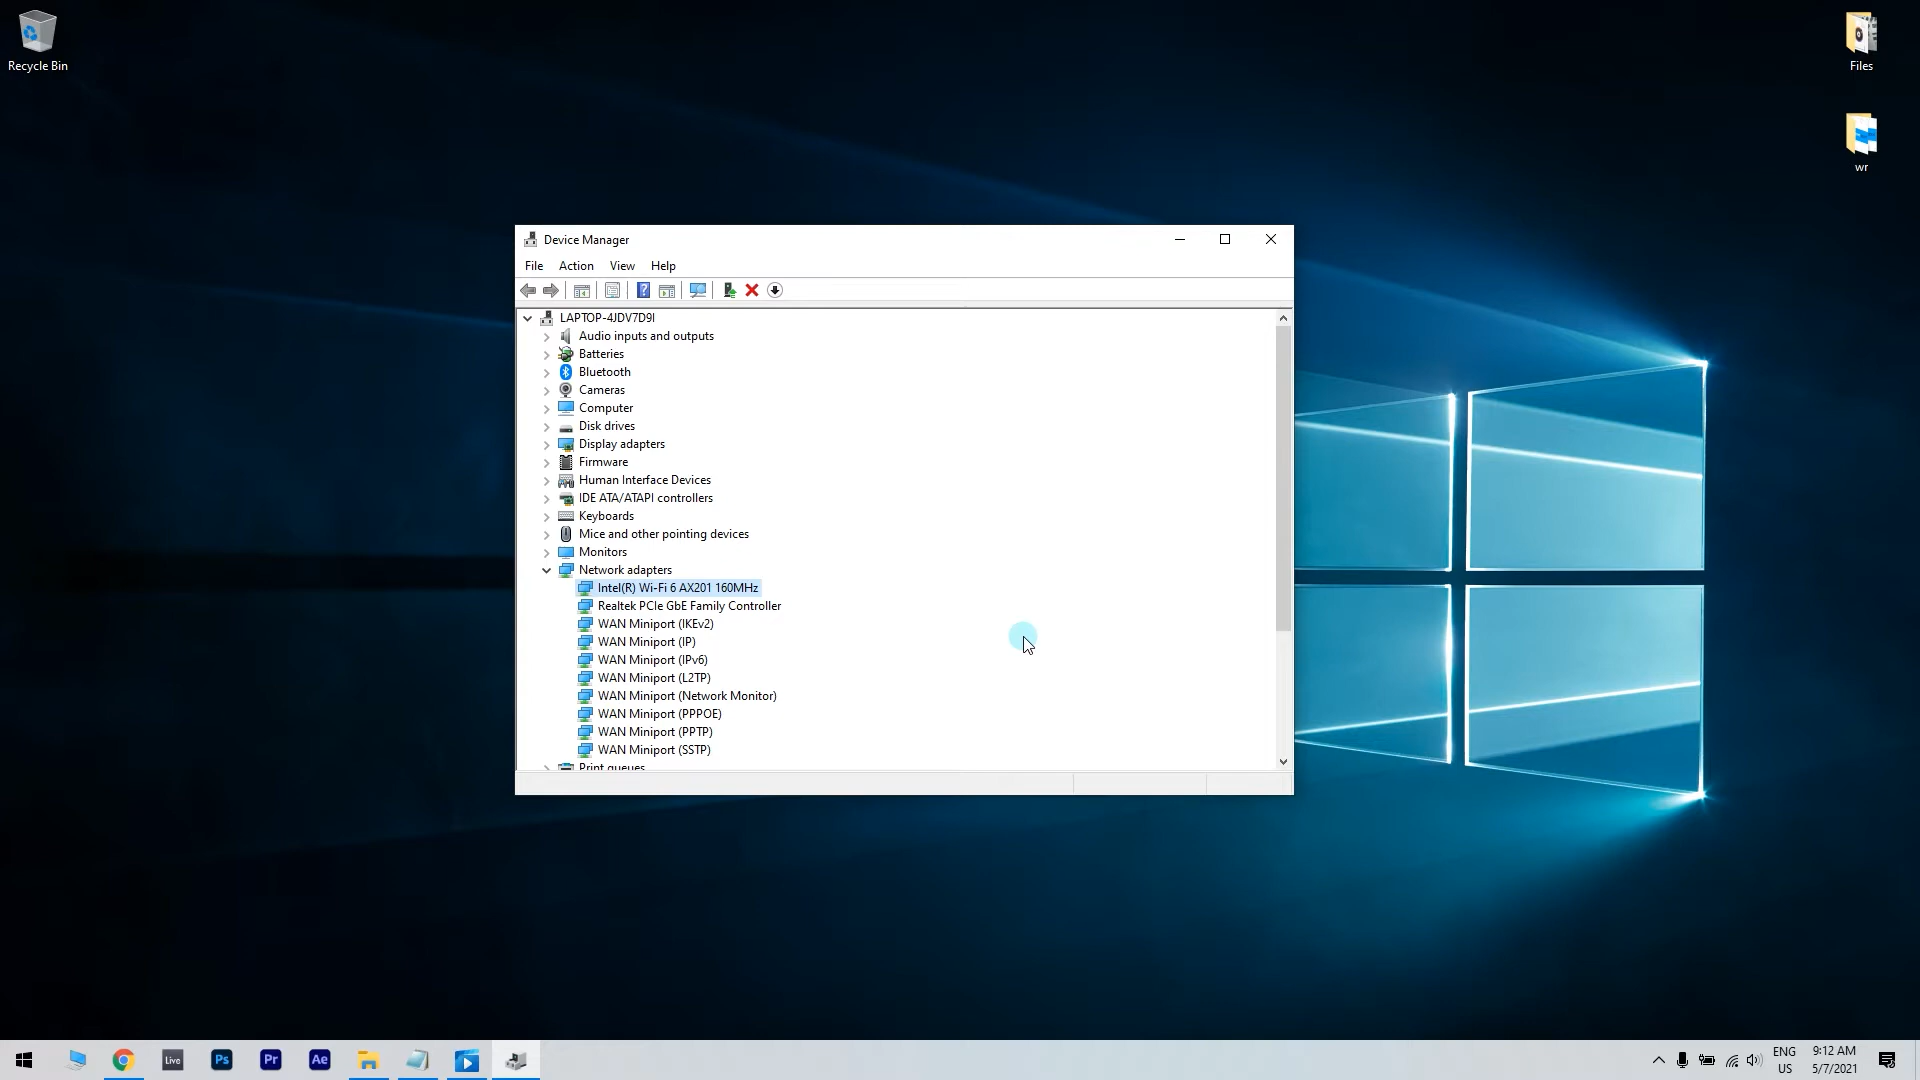 Recycle Bin
Files
wr
Device Manager
File Action View Help
LAPTOP-4JDV7D9I
Audio inputs and outputs
Batteries
Bluetooth
Cameras
Computer
Disk drives
Display adapters
Firmware
Human Interface Devices
IDE ATA/ATAPI controllers
Keyboards
Mice and other pointing devices
Monitors
Network adapters
Intel(R) Wi-Fi 6 AX201 160MHz
Realtek PCIe GbE Family Controller
WAN Miniport (IKEv2)
WAN Miniport (IP)
WAN Miniport (IPv6)
WAN Miniport (L2TP)
WAN Miniport (Network Monitor)
WAN Miniport (PPPOE)
WAN Miniport (PPTP)
WAN Miniport (SSTP)
Print queues
Live
Ps
Pr
Ae
ENG
US
9:12 AM
5/7/2021